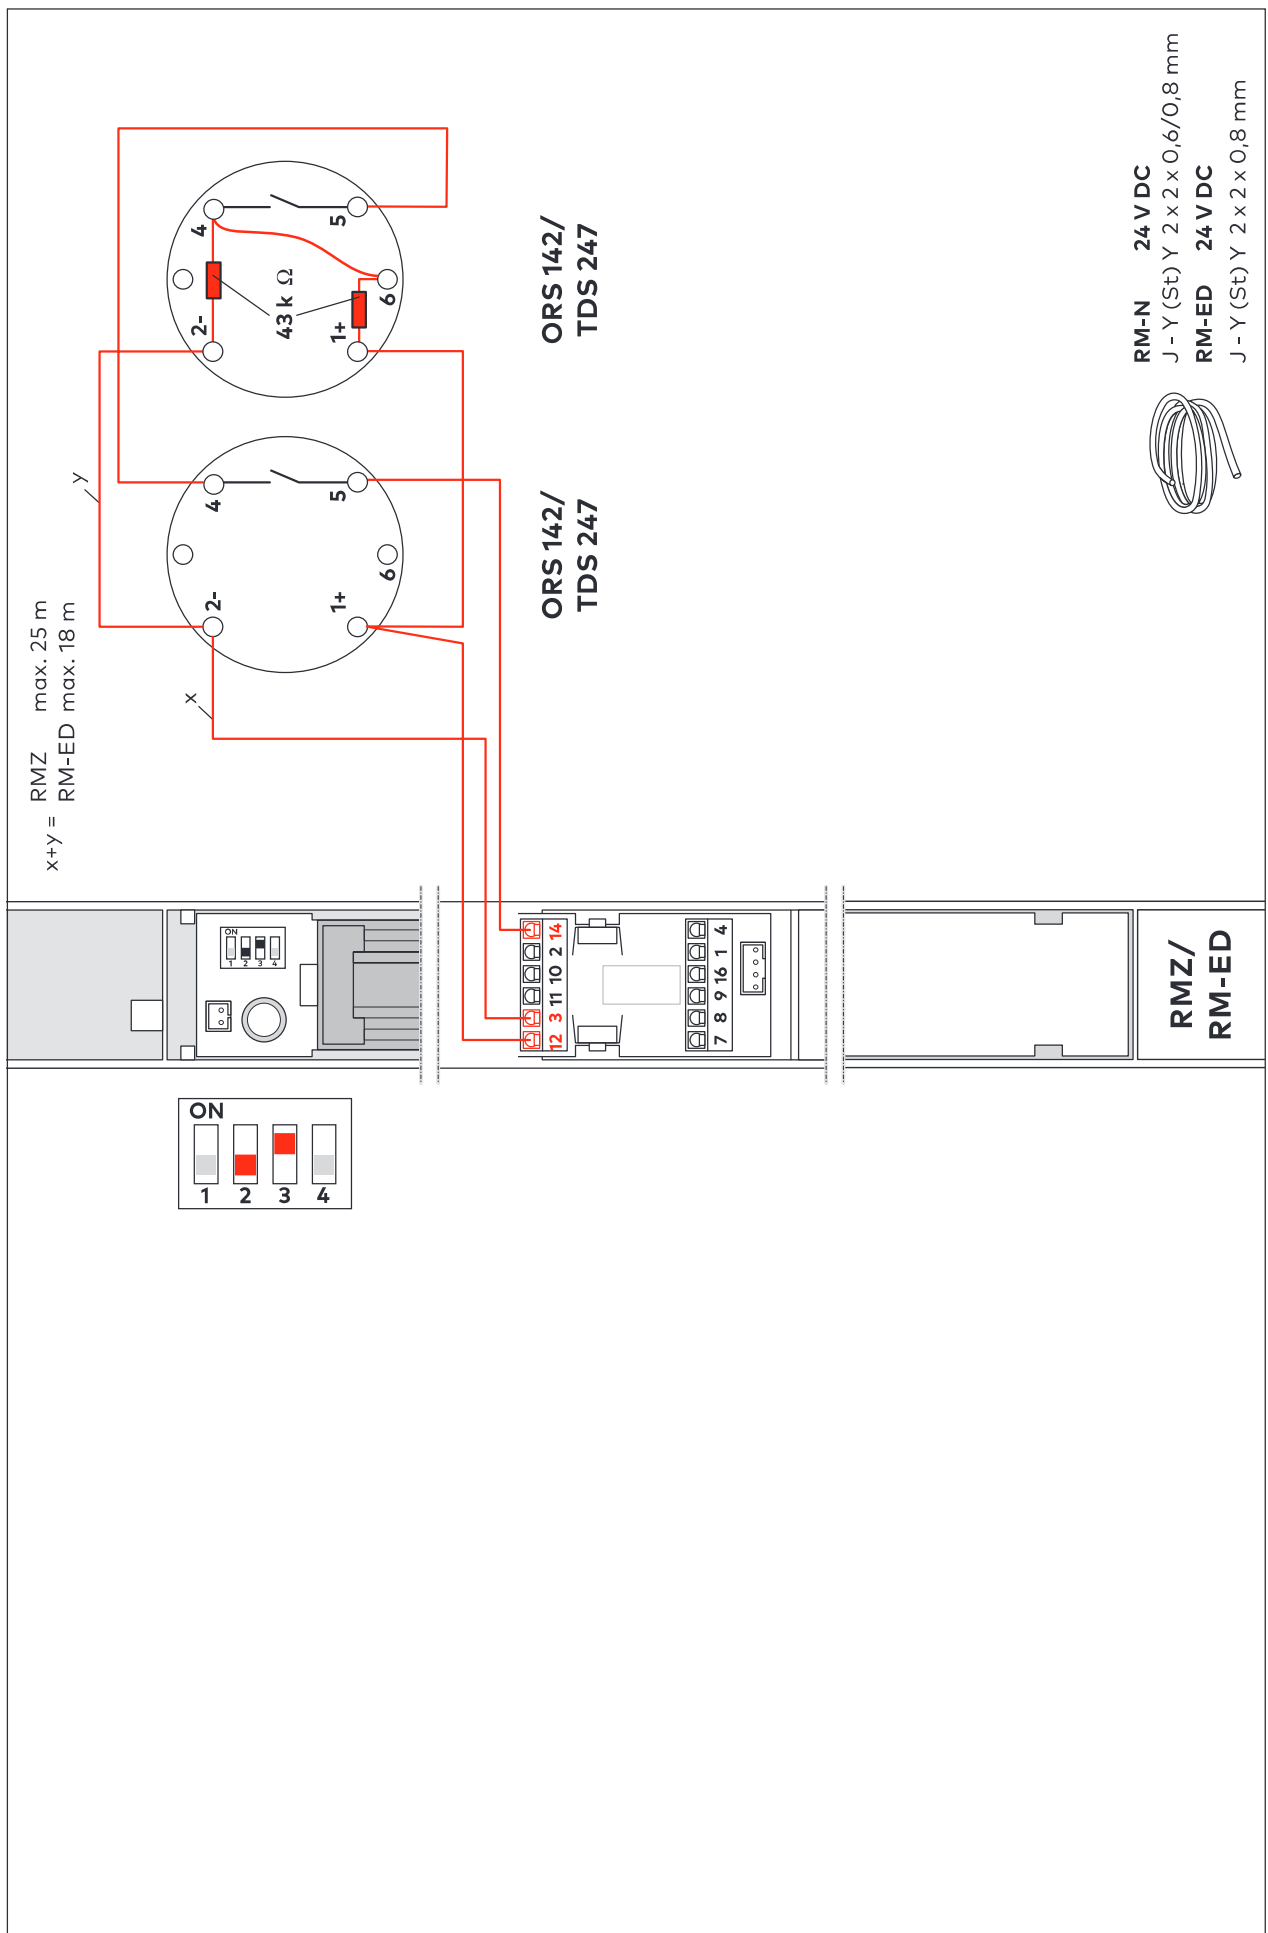 x+y = RMZ max. 25 m
RM-ED max. 18 m
y
x
2-
4
1+
5
6
2-
4
43 k Ω
1+
5
6
ORS 142/
TDS 247
ORS 142/
TDS 247
RM-N 24 V DC
J - Y (St) Y 2 x 2 x 0,6/0,8 mm
RM-ED 24 V DC
J - Y (St) Y 2 x 2 x 0,8 mm
ON
1 2 3 4
12 3 11 10 2 14
7 8 9 16 1 4
RMZ/
RM-ED
ON
1 2 3 4